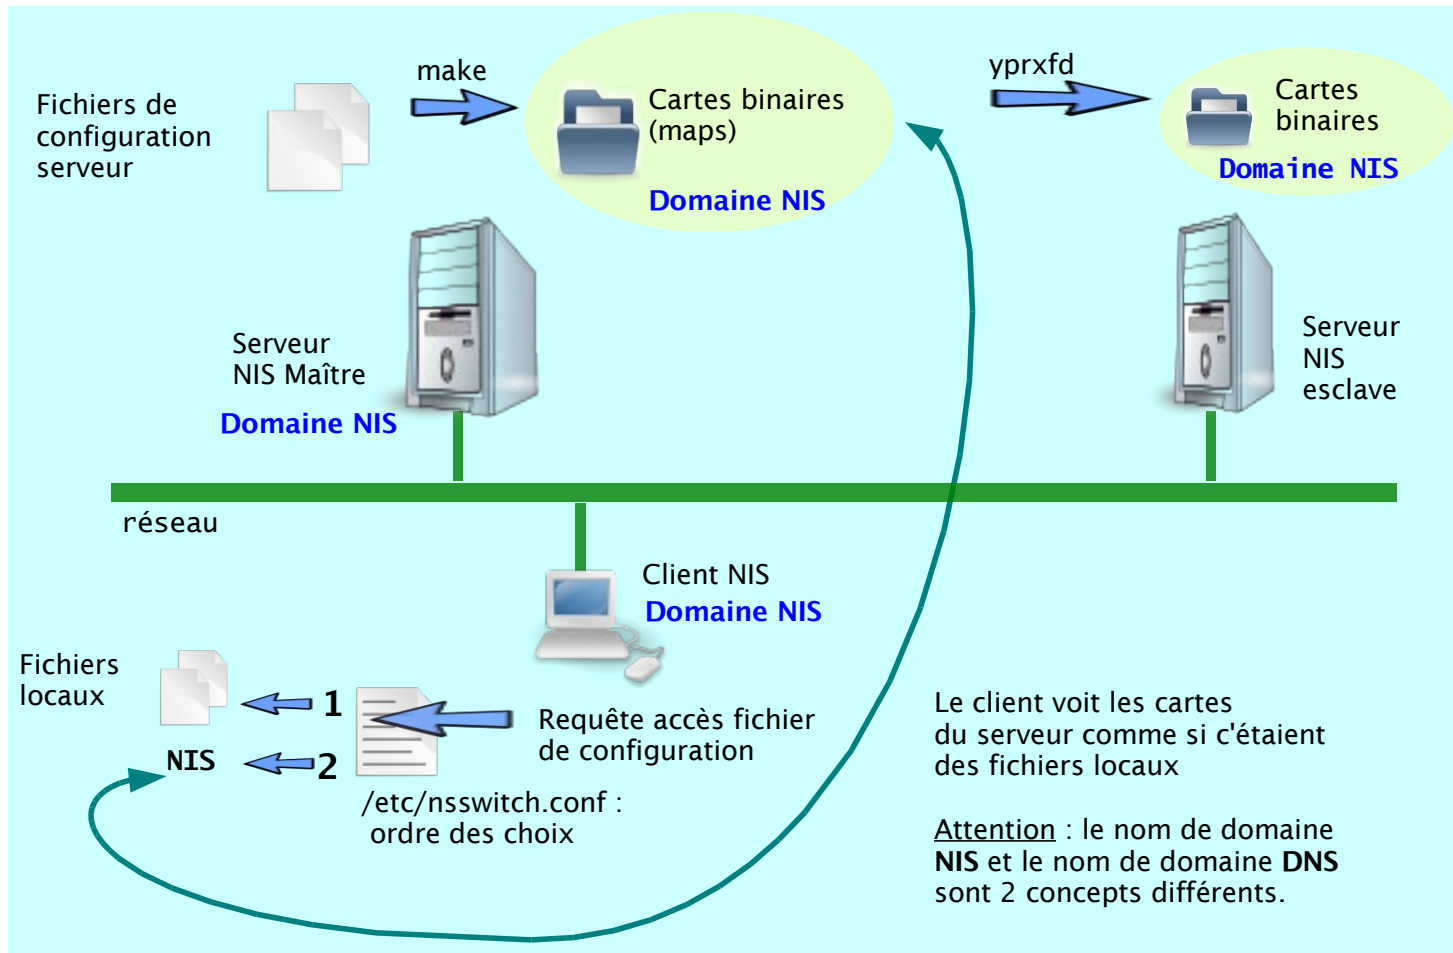 make
yprxfd
Fichiers de
configuration
serveur
Cartes binaires
(maps)
Domaine NIS
Cartes
binaires
Domaine NIS
Serveur
NIS Maître
Domaine NIS
Serveur
NIS
esclave
réseau
Client NIS
Domaine NIS
Fichiers
locaux
1
NIS
2
Requête accès fichier
de configuration
/etc/nsswitch.conf :
ordre des choix
Le client voit les cartes
du serveur comme si c'étaient
des fichiers locaux
Attention : le nom de domaine
NIS et le nom de domaine DNS
sont 2 concepts différents.